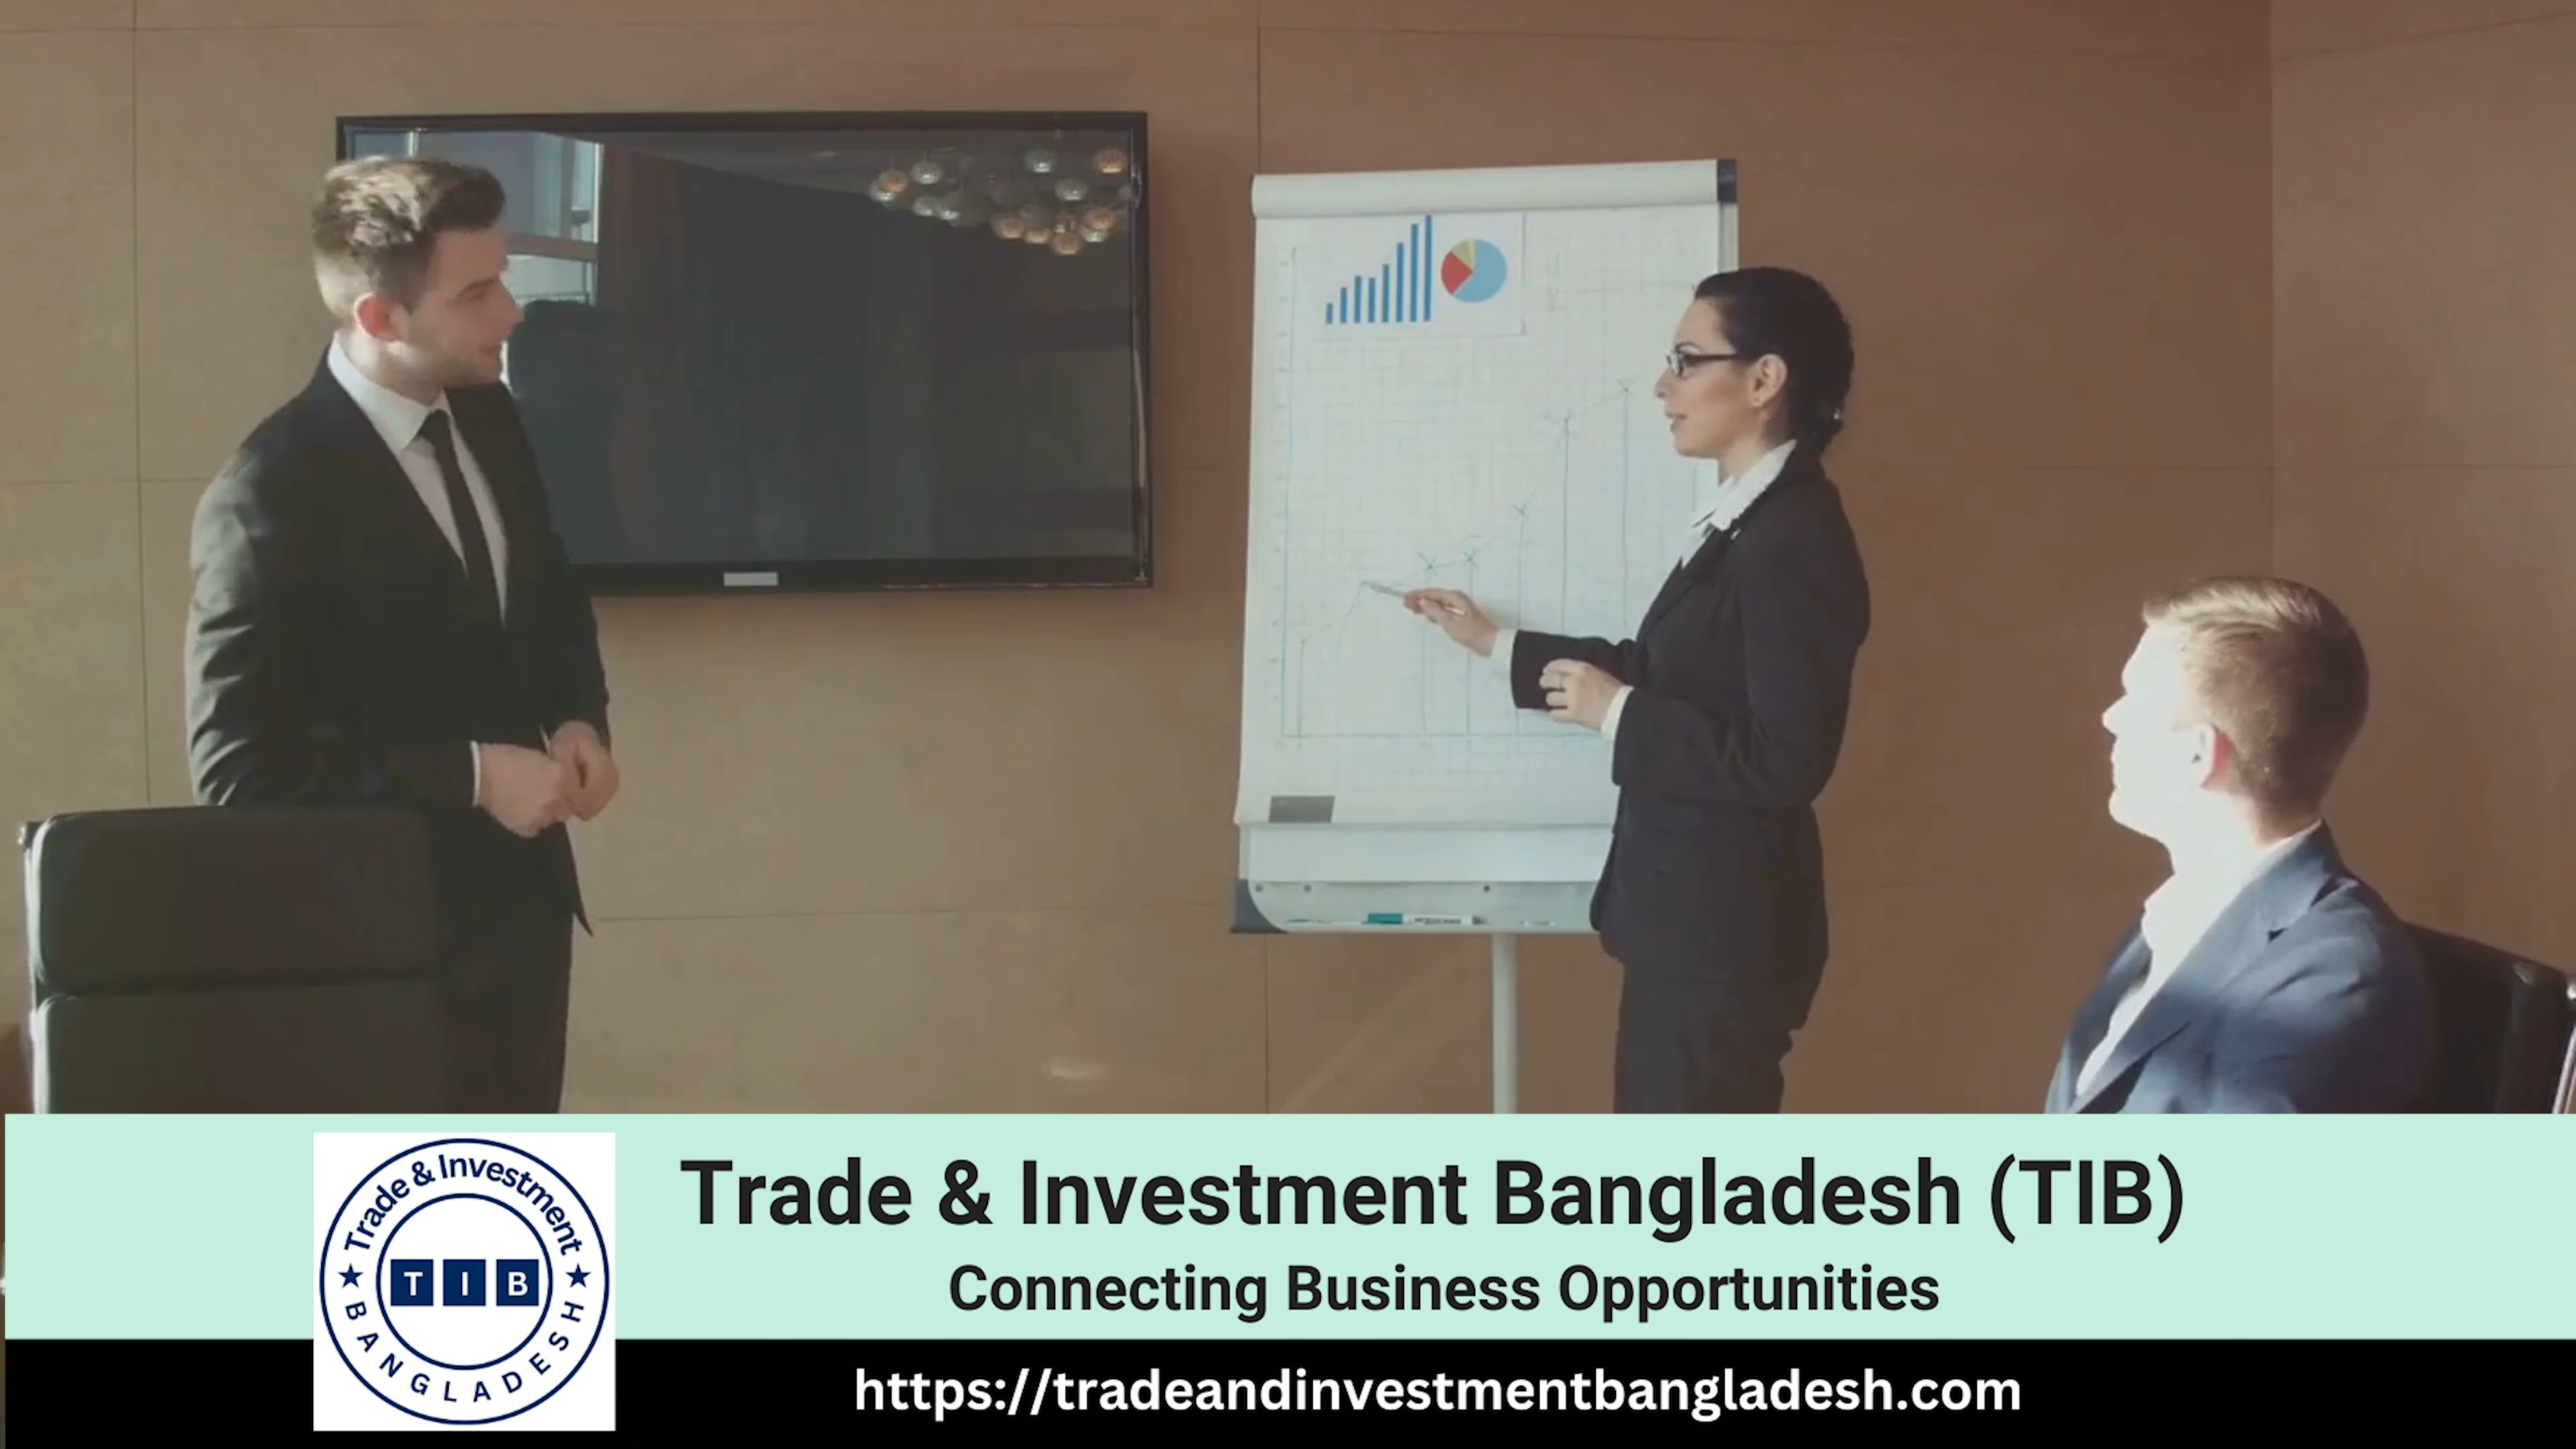 Trade & Investment
T I B
BANGLADESH
Trade & Investment Bangladesh (TIB)
Connecting Business Opportunities
https://tradeandinvestmentbangladesh.com